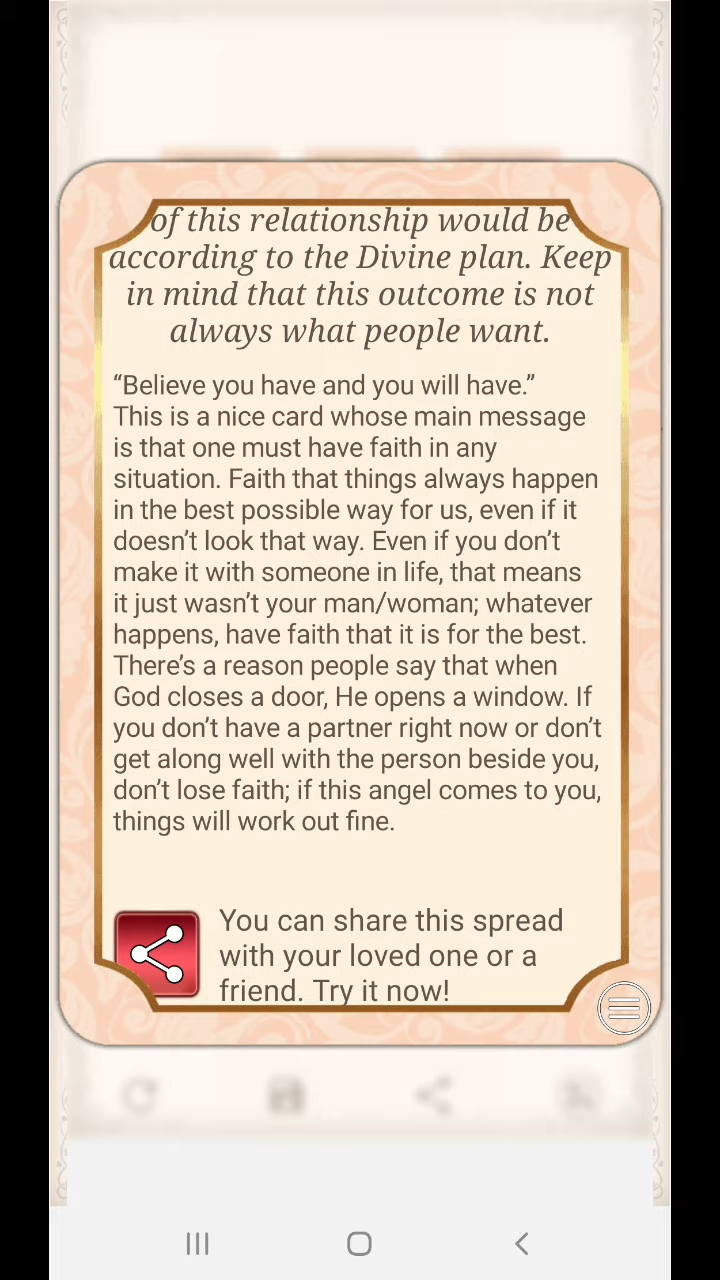 of this relationship would be
according to the Divine plan. Keep
in mind that this outcome is not
always what people want.
“Believe you have and you will have.”
This is a nice card whose main message
is that one must have faith in any
situation. Faith that things always happen
in the best possible way for us, even if it
doesn’t look that way. Even if you don’t
make it with someone in life, that means
it just wasn’t your man/woman; whatever
happens, have faith that it is for the best.
There’s a reason people say that when
God closes a door, He opens a window. If
you don’t have a partner right now or don’t
get along well with the person beside you,
don’t lose faith; if this angel comes to you,
things will work out fine.
You can share this spread
with your loved one or a
friend. Try it now!